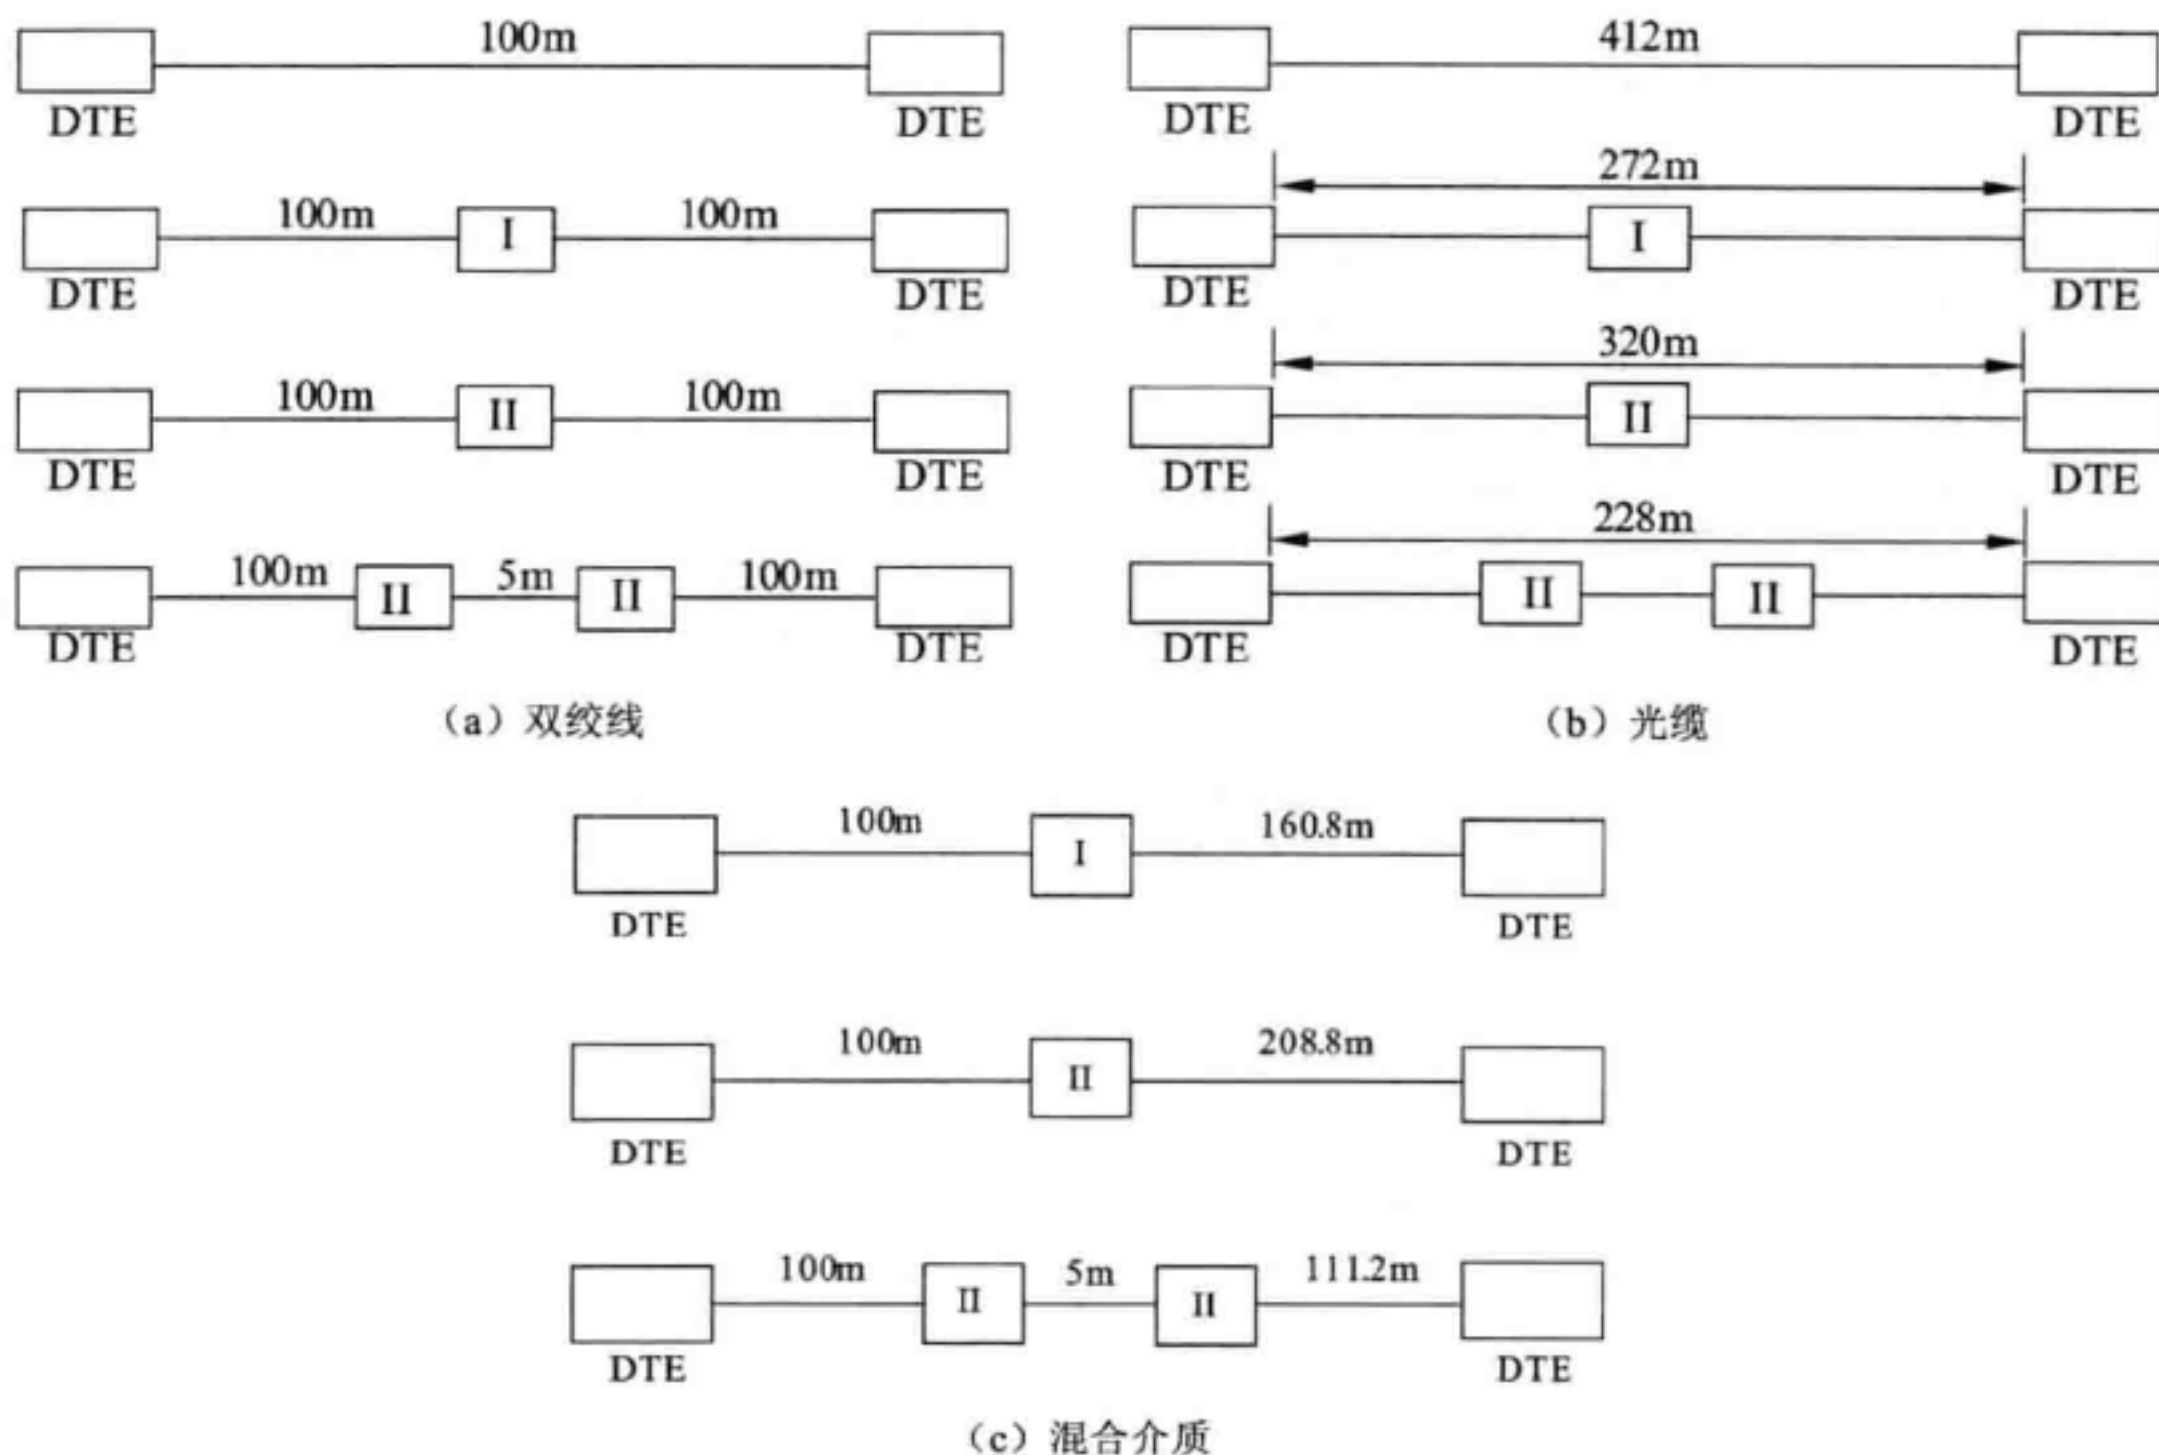 100m
DTE DTE
100m I 100m
DTE DTE
100m II 100m
DTE DTE
100m II 5m II 100m
DTE DTE
（a）双绞线
412m
DTE DTE
272m
I
DTE DTE
320m
II
DTE DTE
228m
II II
DTE DTE
（b）光缆
100m I 160.8m
DTE DTE
100m II 208.8m
DTE DTE
100m II 5m II 111.2m
DTE DTE
（c）混合介质